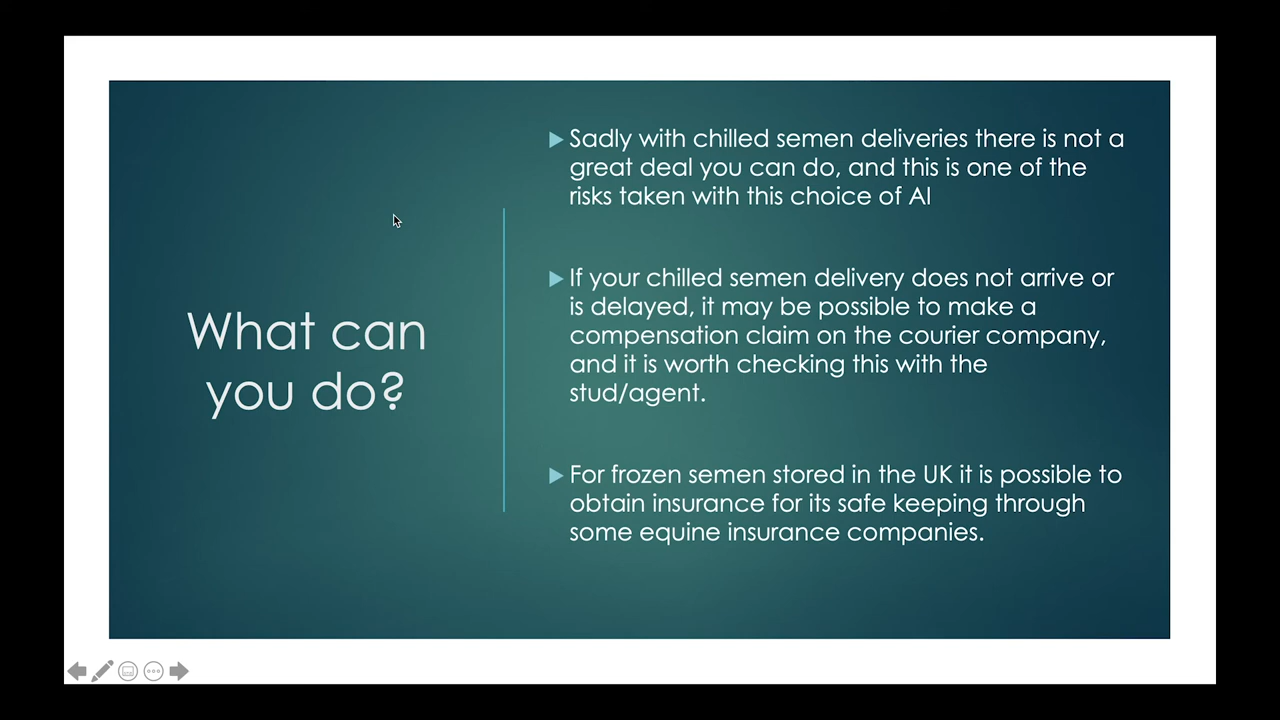 What can
you do?
Sadly with chilled semen deliveries there is not a
great deal you can do, and this is one of the
risks taken with this choice of AI
If your chilled semen delivery does not arrive or
is delayed, it may be possible to make a
compensation claim on the courier company,
and it is worth checking this with the
stud/agent.
For frozen semen stored in the UK it is possible to
obtain insurance for its safe keeping through
some equine insurance companies.